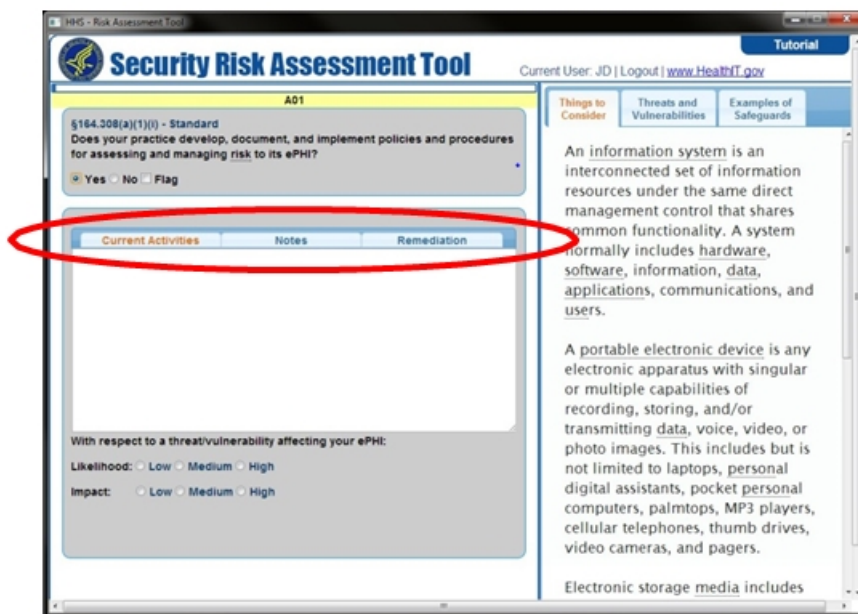 HHS - Risk Assessment Tool
Tutorial
Security Risk Assessment Tool
Current User: JD | Logout | www.HealthIT.gov
A01
§164.308(a)(1)(i) - Standard
Does your practice develop, document, and implement policies and procedures
for assessing and managing risk to its ePHI?
Yes No Flag
Current Activities Notes Remediation
With respect to a threat/vulnerability affecting your ePHI:
Likelihood: Low Medium High
Impact: Low Medium High
Things to
Consider
Threats and
Vulnerabilities
Examples of
Safeguards
An information system is an
interconnected set of information
resources under the same direct
management control that shares
common functionality. A system
normally includes hardware,
software, information, data,
applications, communications, and
users.
A portable electronic device is any
electronic apparatus with singular
or multiple capabilities of
recording, storing, and/or
transmitting data, voice, video, or
photo images. This includes but is
not limited to laptops, personal
digital assistants, pocket personal
computers, palmtops, MP3 players,
cellular telephones, thumb drives,
video cameras, and pagers.
Electronic storage media includes